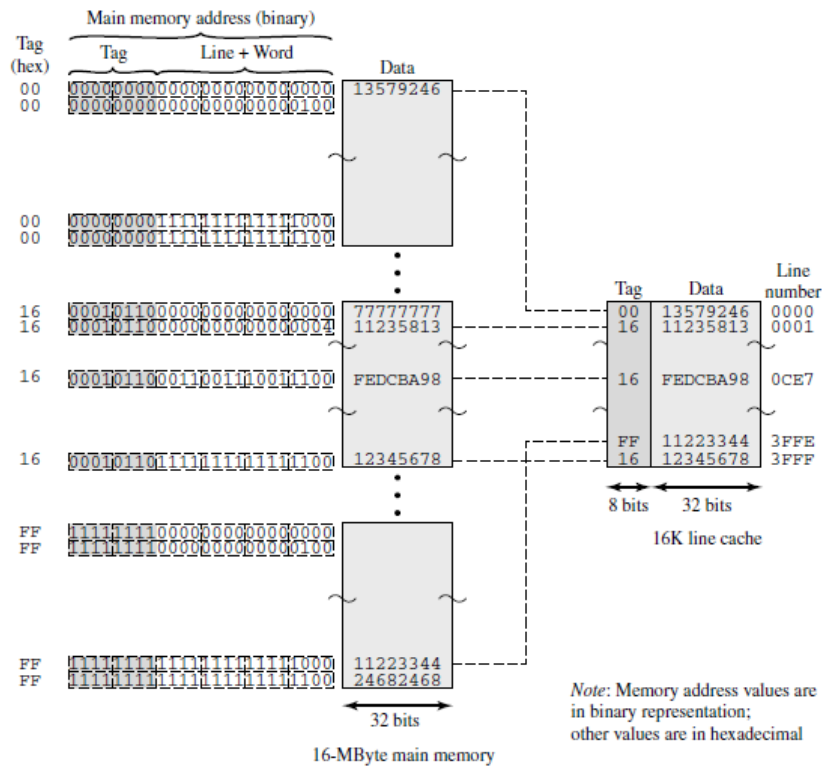 Main memory address (binary)
Tag (hex) Tag Line + Word Data
00 000000000000000000000000 13579246
00 000000000000000000000100
00 000000001111111111111000
00 000000001111111111111100
Tag Data Line number
16 000101100000000000000000 77777777 00 13579246 0000
16 000101100000000000000004 11235813 16 11235813 0001
16 000101100011001110011100 FEDCBA98 16 FEDCBA98 0CE7
FF 11223344 3FFE
16 000101101111111111111100 12345678 16 12345678 3FFF
8 bits 32 bits
16K line cache
FF 111111110000000000000000
FF 111111110000000000000100
FF 111111111111111111111000 11223344
FF 111111111111111111111100 24682468
32 bits
16-MByte main memory
Note: Memory address values are
in binary representation;
other values are in hexadecimal